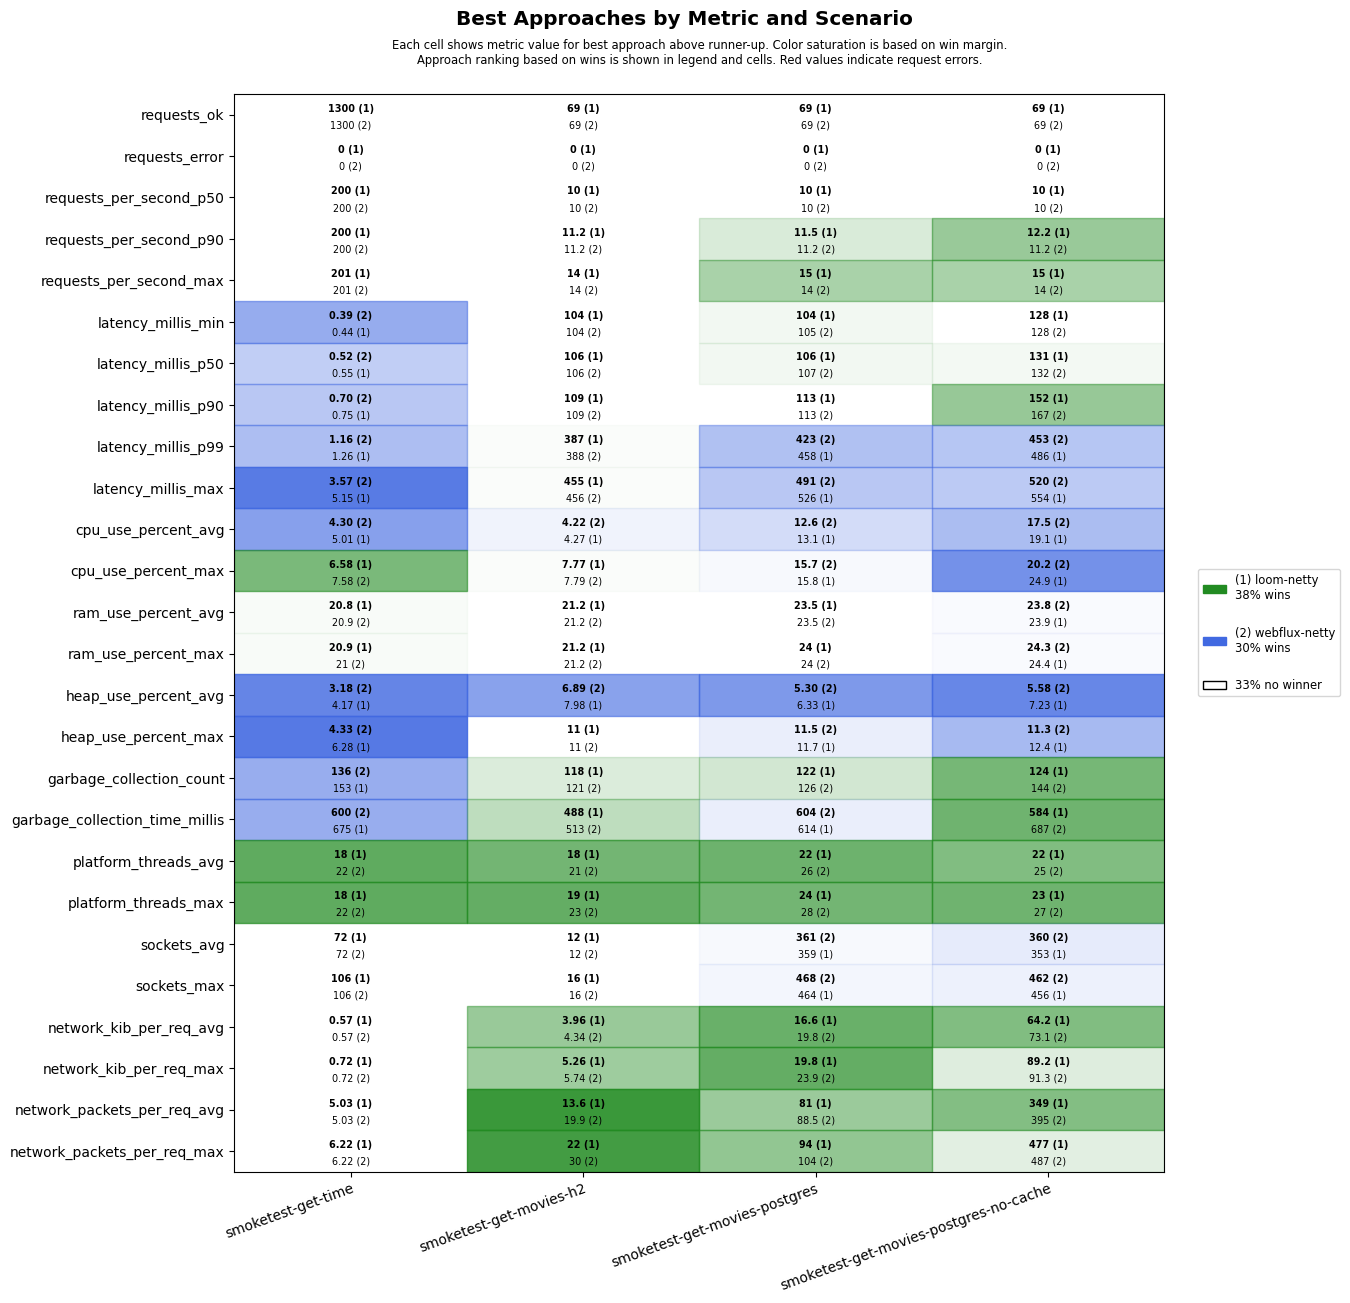 Best Approaches by Metric and Scenario
Each cell shows metric value for best approach above runner-up. Color saturation is based on win margin.
Approach ranking based on wins is shown in legend and cells. Red values indicate request errors.
requests_ok
1300 (1) 69 (1) 69 (1) 69 (1)
1300 (2) 69 (2) 69 (2) 69 (2)
requests_error
0 (1) 0 (1) 0 (1) 0 (1)
0 (2) 0 (2) 0 (2) 0 (2)
requests_per_second_p50
200 (1) 10 (1) 10 (1) 10 (1)
200 (2) 10 (2) 10 (2) 10 (2)
requests_per_second_p90
200 (1) 11.2 (1) 11.5 (1) 12.2 (1)
200 (2) 11.2 (2) 11.2 (2) 11.2 (2)
requests_per_second_max
201 (1) 14 (1) 15 (1) 15 (1)
201 (2) 14 (2) 14 (2) 14 (2)
latency_millis_min
0.39 (2) 104 (1) 104 (1) 128 (1)
0.44 (1) 104 (2) 105 (2) 128 (2)
latency_millis_p50
0.52 (2) 106 (1) 106 (1) 131 (1)
0.55 (1) 106 (2) 107 (2) 132 (2)
latency_millis_p90
0.70 (2) 109 (1) 113 (1) 152 (1)
0.75 (1) 109 (2) 113 (2) 167 (2)
latency_millis_p99
1.16 (2) 387 (1) 423 (2) 453 (2)
1.26 (1) 388 (2) 458 (1) 486 (1)
latency_millis_max
3.57 (2) 455 (1) 491 (2) 520 (2)
5.15 (1) 456 (2) 526 (1) 554 (1)
cpu_use_percent_avg
4.30 (2) 4.22 (2) 12.6 (2) 17.5 (2)
5.01 (1) 4.27 (1) 13.1 (1) 19.1 (1)
cpu_use_percent_max
6.58 (1) 7.77 (1) 15.7 (2) 20.2 (2)
7.58 (2) 7.79 (2) 15.8 (1) 24.9 (1)
ram_use_percent_avg
20.8 (1) 21.2 (1) 23.5 (1) 23.8 (2)
20.9 (2) 21.2 (2) 23.5 (2) 23.9 (1)
ram_use_percent_max
20.9 (1) 21.2 (1) 24 (1) 24.3 (2)
21 (2) 21.2 (2) 24 (2) 24.4 (1)
heap_use_percent_avg
3.18 (2) 6.89 (2) 5.30 (2) 5.58 (2)
4.17 (1) 7.98 (1) 6.33 (1) 7.23 (1)
heap_use_percent_max
4.33 (2) 11 (1) 11.5 (2) 11.3 (2)
6.28 (1) 11 (2) 11.7 (1) 12.4 (1)
garbage_collection_count
136 (2) 118 (1) 122 (1) 124 (1)
153 (1) 121 (2) 126 (2) 144 (2)
garbage_collection_time_millis
600 (2) 488 (1) 604 (2) 584 (1)
675 (1) 513 (2) 614 (1) 687 (2)
platform_threads_avg
18 (1) 18 (1) 22 (1) 22 (1)
22 (2) 21 (2) 26 (2) 25 (2)
platform_threads_max
18 (1) 19 (1) 24 (1) 23 (1)
22 (2) 23 (2) 28 (2) 27 (2)
sockets_avg
72 (1) 12 (1) 361 (2) 360 (2)
72 (2) 12 (2) 359 (1) 353 (1)
sockets_max
106 (1) 16 (1) 468 (2) 462 (2)
106 (2) 16 (2) 464 (1) 456 (1)
network_kib_per_req_avg
0.57 (1) 3.96 (1) 16.6 (1) 64.2 (1)
0.57 (2) 4.34 (2) 19.8 (2) 73.1 (2)
network_kib_per_req_max
0.72 (1) 5.26 (1) 19.8 (1) 89.2 (1)
0.72 (2) 5.74 (2) 23.9 (2) 91.3 (2)
network_packets_per_req_avg
5.03 (1) 13.6 (1) 81 (1) 349 (1)
5.03 (2) 19.9 (2) 88.5 (2) 395 (2)
network_packets_per_req_max
6.22 (1) 22 (1) 94 (1) 477 (1)
6.22 (2) 30 (2) 104 (2) 487 (2)
smoketest-get-time
smoketest-get-movies-h2
smoketest-get-movies-postgres
smoketest-get-movies-postgres-no-cache
(1) loom-netty
38% wins
(2) webflux-netty
30% wins
33% no winner